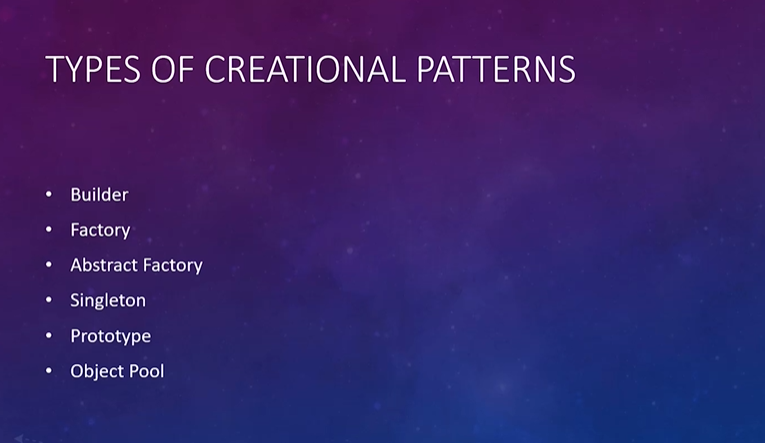 TYPES OF CREATIONAL PATTERNS
• Builder
• Factory
• Abstract Factory
• Singleton
• Prototype
• Object Pool